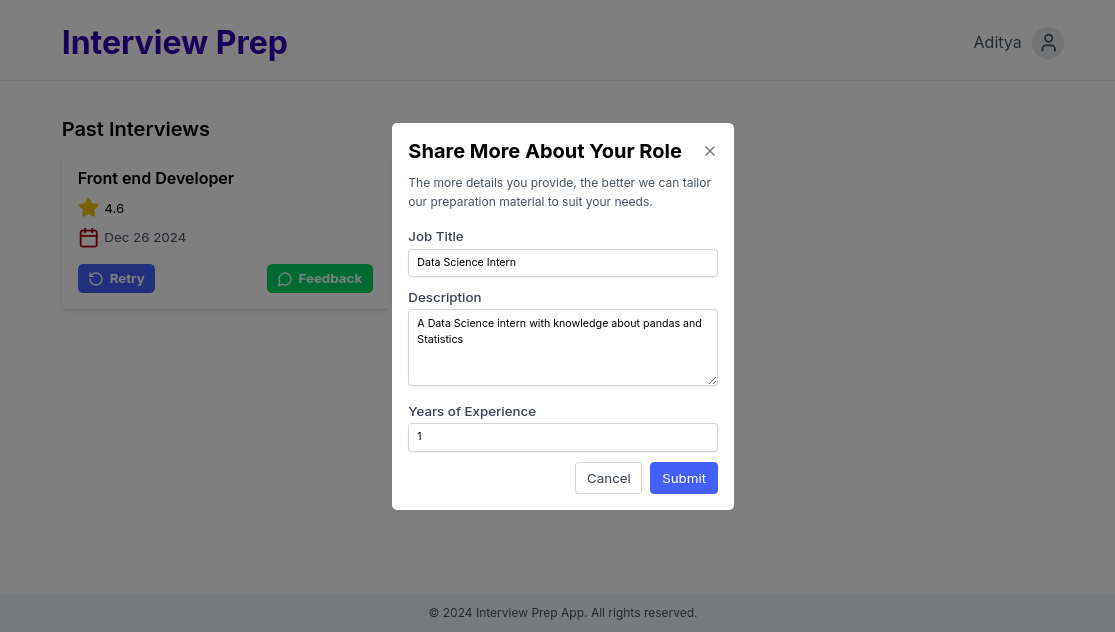 Interview Prep
Aditya
Past Interviews
Front end Developer
4.6
Dec 26 2024
Retry
Feedback
Share More About Your Role
The more details you provide, the better we can tailor
our preparation material to suit your needs.
Job Title
Data Science Intern
Description
A Data Science intern with knowledge about pandas and
Statistics
Years of Experience
1
Cancel
Submit
© 2024 Interview Prep App. All rights reserved.